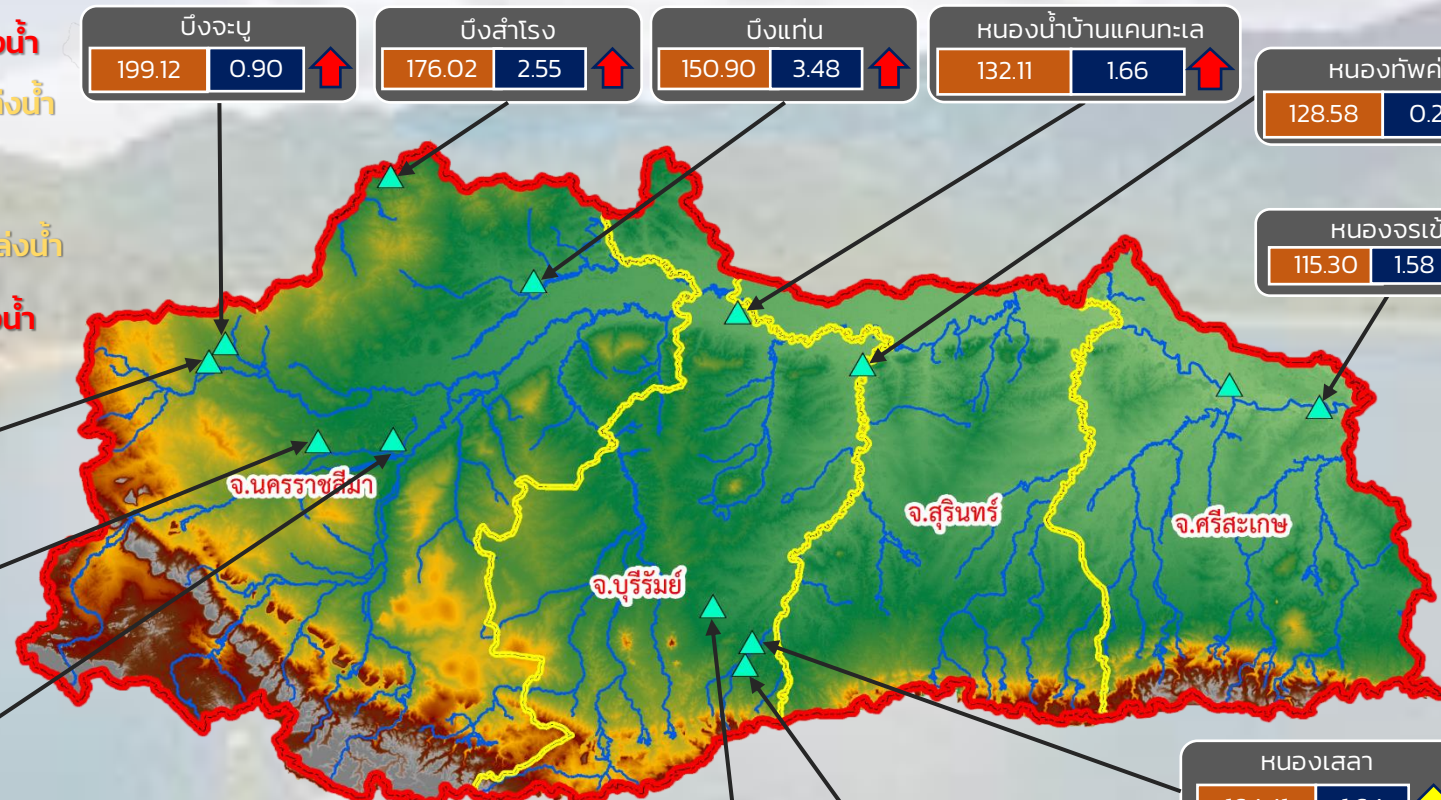 บึงจะบู
199.12 0.90
บึงสำโรง
176.02 2.55
บึงแท่น
150.90 3.48
หนองน้ำบ้านแคนทะเล
132.11 1.66
128.58
115.30 1.58
จ.นครราชสีมา
จ.บุรีรัมย์
จ.สุรินทร์
จ.ศรีสะเกษ
หนองเสลา